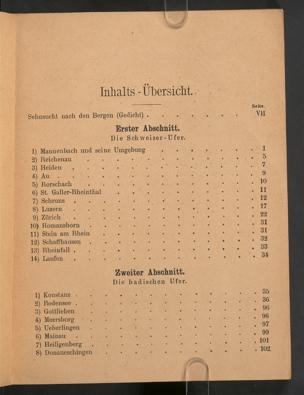 Inhalts-Übersicht.
Seite.
Sehnsucht nach den Bergen (Gedicht) . . . . . . VII
Erster Abschnitt.
Die Schweizer-Ufer.
1) Mannenbach und seine Umgebung . . . . . . 1
2) Reichenau . . . . . . 5
3) Heiden . . . . . . 7
4) Au . . . . . . 9
5) Rorschach . . . . . . 10
6) St. Galler-Rheinthal . . . . . . 11
7) Schruns . . . . . . 12
8) Luzern . . . . . . 17
9) Zürich . . . . . . 22
10) Romanshorn . . . . . . 31
11) Stein am Rhein . . . . . . 31
12) Schaffhausen . . . . . . 32
13) Rheinfall . . . . . . 33
14) Laufen . . . . . . 34
Zweiter Abschnitt.
Die badischen Ufer.
1) Konstanz . . . . . . 35
2) Bodensee . . . . . . 36
3) Gottlieben . . . . . . 96
4) Meersburg . . . . . . 96
5) Ueberlingen . . . . . . 97
6) Mainau . . . . . . 99
7) Heiligenberg . . . . . . 101
8) Donaueschingen . . . . . . 102